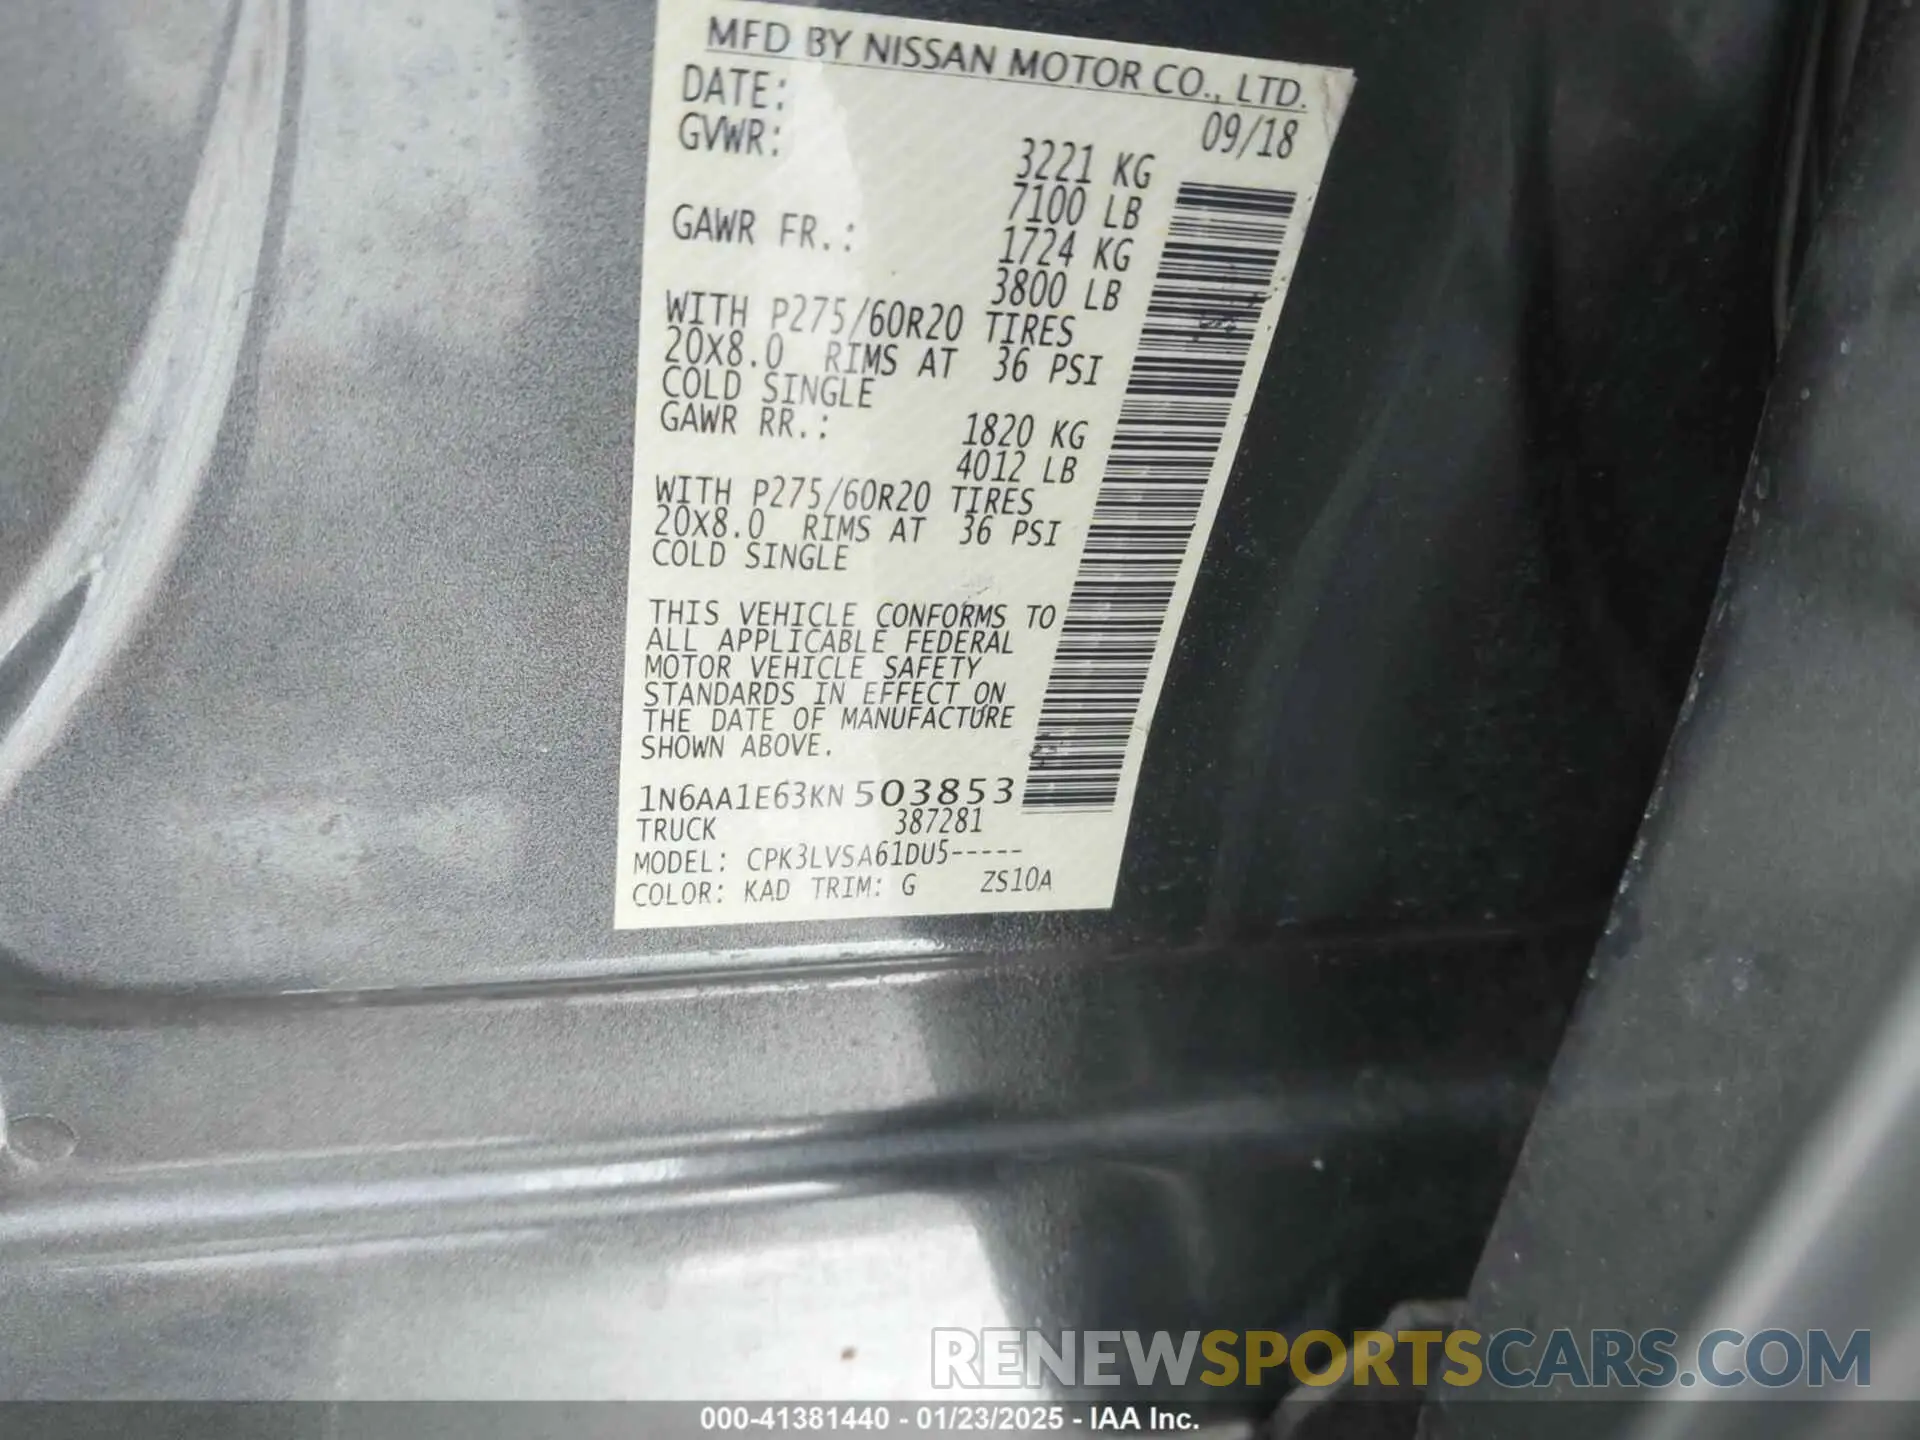 MFD BY NISSAN MOTOR CO., LTD.
DATE: 09/18
GVWR: 3221 KG
7100 LB
GAWR FR.: 1724 KG
3800 LB
WITH P275/60R20 TIRES
20X8.0 RIMS AT 36 PSI
COLD SINGLE
GAWR RR.: 1820 KG
4012 LB
WITH P275/60R20 TIRES
20X8.0 RIMS AT 36 PSI
COLD SINGLE
THIS VEHICLE CONFORMS TO
ALL APPLICABLE FEDERAL
MOTOR VEHICLE SAFETY
STANDARDS IN EFFECT ON
THE DATE OF MANUFACTURE
SHOWN ABOVE.
1N6AA1E63KN503853
TRUCK 387281
MODEL: CPK3LVSA61DU5-----
COLOR: KAD TRIM: G ZS10A
RENEWSPORTSCARS.COM
000-41381440 - 01/23/2025 - IAA Inc.